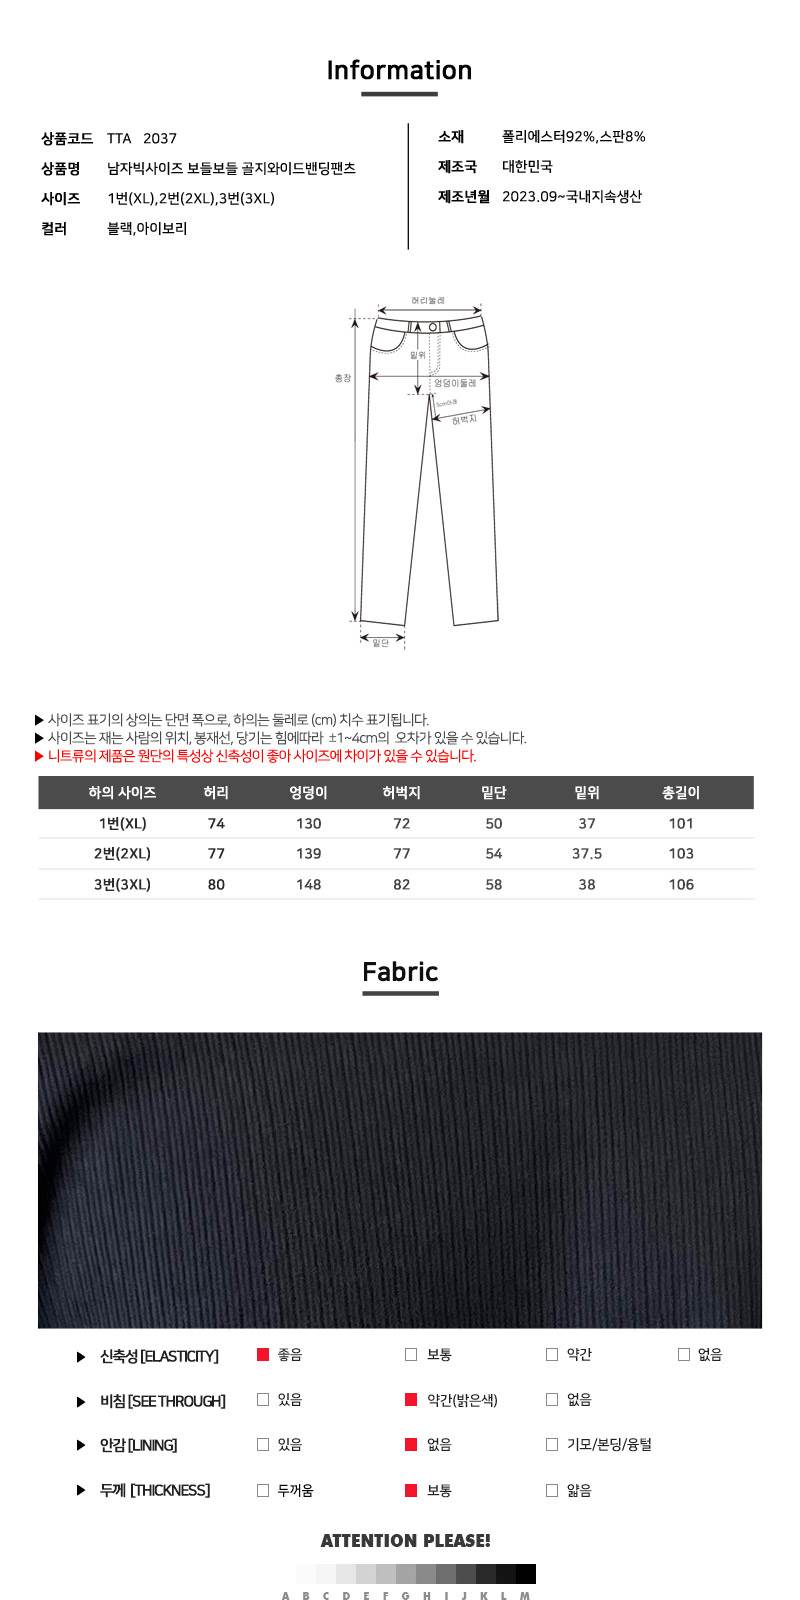 Information
상품코드 TTA 2037
상품명 남자빅사이즈 보들보들 골지와이드밴딩팬츠
사이즈 1번(XL),2번(2XL),3번(3XL)
컬러 블랙,아이보리
소재 폴리에스터92%,스판8%
제조국 대한민국
제조년월 2023.09~국내지속생산
허리둘레
밑위
총장
엉덩이둘레
5cm아래
허벅지
밑단
▶ 사이즈 표기의 상의는 단면 폭으로, 하의는 둘레로 (cm) 치수 표기됩니다.
▶ 사이즈는 재는 사람의 위치, 봉재선, 당기는 힘에따라 ±1~4cm의 오차가 있을 수 있습니다.
▶ 니트류의 제품은 원단의 특성상 신축성이 좋아 사이즈에 차이가 있을 수 있습니다.
하의 사이즈 허리 엉덩이 허벅지 밑단 밑위 총길이
1번(XL) 74 130 72 50 37 101
2번(2XL) 77 139 77 54 37.5 103
3번(3XL) 80 148 82 58 38 106
Fabric
▶ 신축성 [ELASTICITY] 좋음 보통 약간 없음
▶ 비침 [SEE THROUGH] 있음 약간(밝은색) 없음
▶ 안감 [LINING] 있음 없음 기모/본딩/융털
▶ 두께 [THICKNESS] 두꺼움 보통 얇음
ATTENTION PLEASE!
A B C D E F G H I J K L M